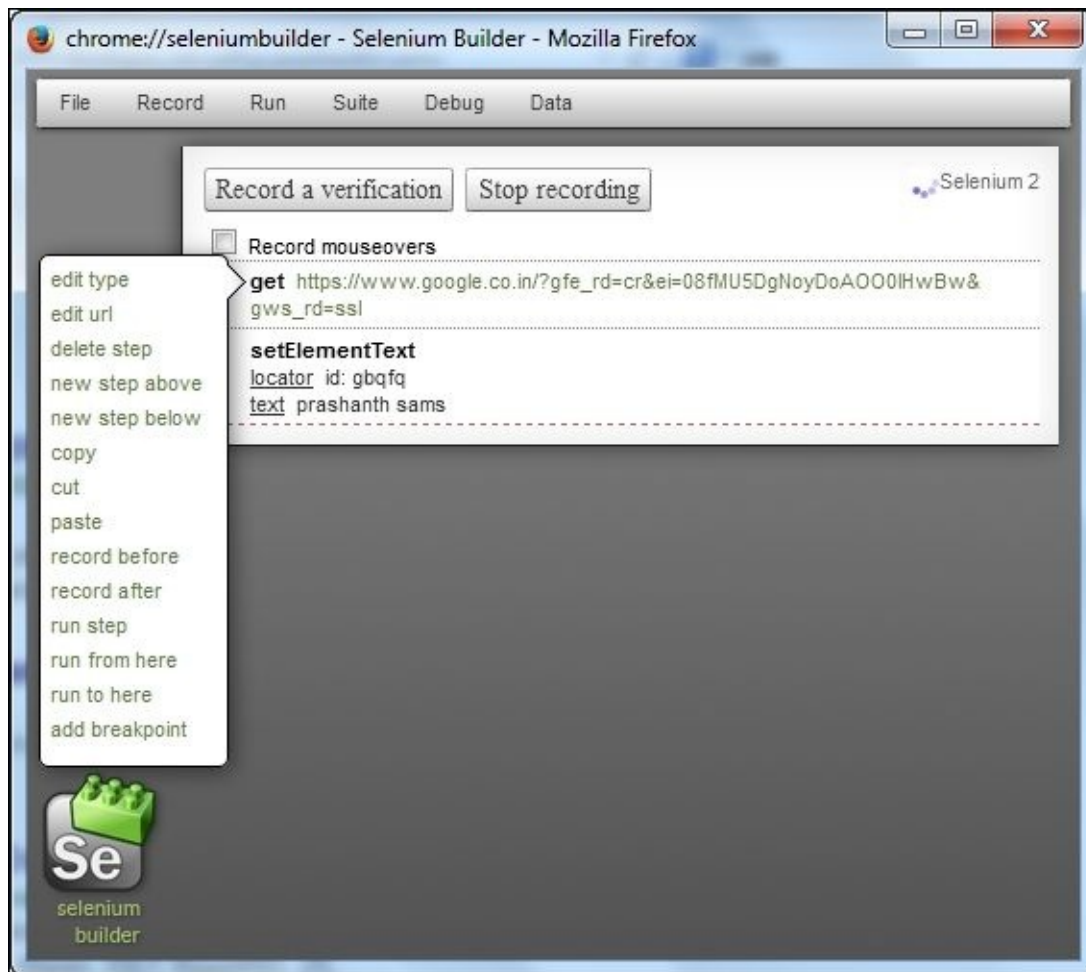 chrome://seleniumbuilder - Selenium Builder - Mozilla Firefox
File Record Run Suite Debug Data
Record a verification Stop recording Selenium 2
Record mouseovers
get https://www.google.co.in/?gfe_rd=cr&ei=08fMU5DgNoyDoAOO0IHwBw&
gws_rd=ssl
setElementText
locator id: gbqfq
text prashanth sams
edit type
edit url
delete step
new step above
new step below
copy
cut
paste
record before
record after
run step
run from here
run to here
add breakpoint
Se
selenium
builder